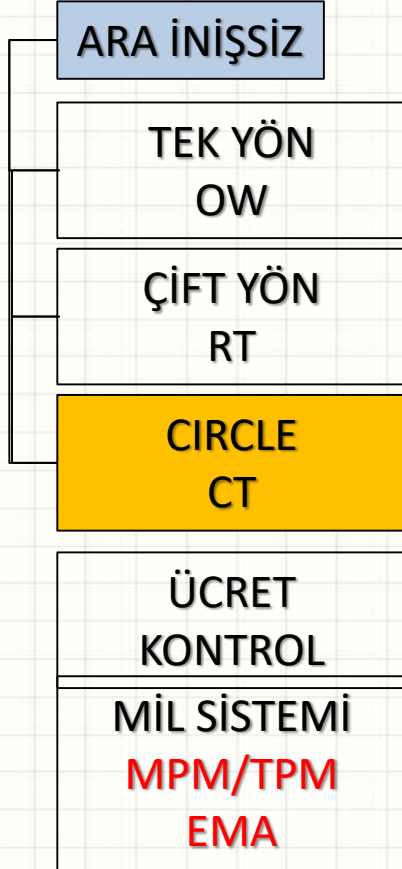 ARA İNİŞSİZ
TEK YÖN
OW
ÇİFT YÖN
RT
CIRCLE
CT
ÜCRET
KONTROL
MİL SİSTEMİ
MPM/TPM
EMA